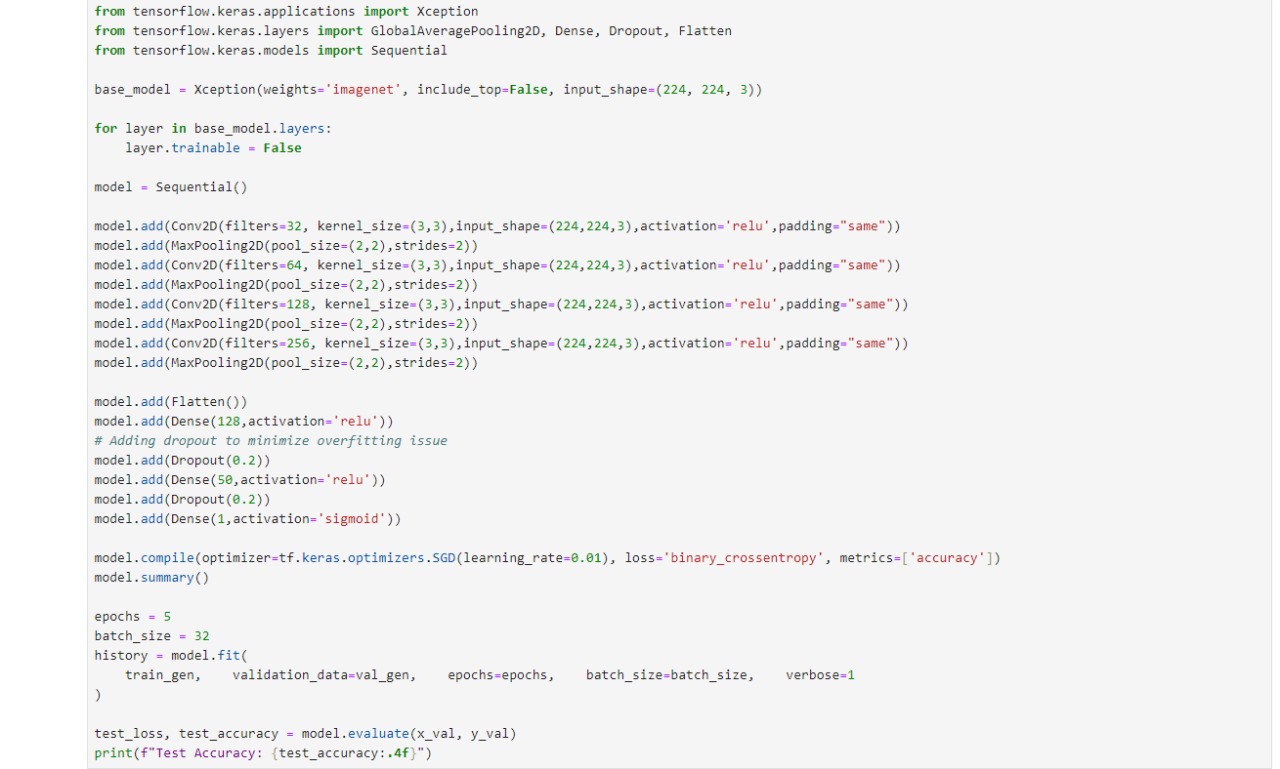 from tensorflow.keras.applications import Xception
from tensorflow.keras.layers import GlobalAveragePooling2D, Dense, Dropout, Flatten
from tensorflow.keras.models import Sequential
base_model = Xception(weights='imagenet', include_top=False, input_shape=(224, 224, 3))
for layer in base_model.layers:
    layer.trainable = False
model = Sequential()
model.add(Conv2D(filters=32, kernel_size=(3,3),input_shape=(224,224,3),activation='relu',padding="same"))
model.add(MaxPooling2D(pool_size=(2,2),strides=2))
model.add(Conv2D(filters=64, kernel_size=(3,3),input_shape=(224,224,3),activation='relu',padding="same"))
model.add(MaxPooling2D(pool_size=(2,2),strides=2))
model.add(Conv2D(filters=128, kernel_size=(3,3),input_shape=(224,224,3),activation='relu',padding="same"))
model.add(MaxPooling2D(pool_size=(2,2),strides=2))
model.add(Conv2D(filters=256, kernel_size=(3,3),input_shape=(224,224,3),activation='relu',padding="same"))
model.add(MaxPooling2D(pool_size=(2,2),strides=2))
model.add(Flatten())
model.add(Dense(128,activation='relu'))
# Adding dropout to minimize overfitting issue
model.add(Dropout(0.2))
model.add(Dense(50,activation='relu'))
model.add(Dropout(0.2))
model.add(Dense(1,activation='sigmoid'))
model.compile(optimizer=tf.keras.optimizers.SGD(learning_rate=0.01), loss='binary_crossentropy', metrics=['accuracy'])
model.summary()
epochs = 5
batch_size = 32
history = model.fit(
    train_gen,    validation_data=val_gen,    epochs=epochs,    batch_size=batch_size,    verbose=1
)
test_loss, test_accuracy = model.evaluate(x_val, y_val)
print(f"Test Accuracy: {test_accuracy:.4f}")